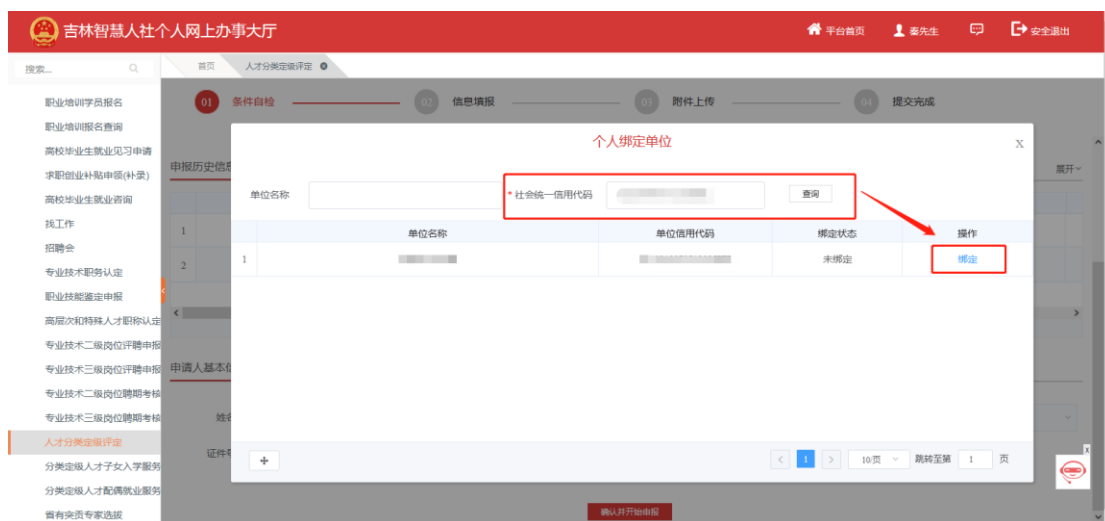 吉林智慧人社个人网上办事大厅
平台首页 秦先生 安全退出
搜索...
首页 人才分类定级评定
职业培训学员报名
职业培训报名查询
高校毕业生就业见习申请
求职创业补贴申领(补录)
高校毕业生就业咨询
找工作
招聘会
专业技术职务认定
职业技能鉴定申报
高层次和特殊人才职称认定
专业技术二级岗位评聘申报
专业技术三级岗位评聘申报
专业技术二级岗位聘期考核
专业技术三级岗位聘期考核
人才分类定级评定
分类定级人才子女入学服务
分类定级人才配偶就业服务
省有突贡专家选拔
01 条件自检 02 信息填报 03 附件上传 04 提交完成
申报历史信息
展开
1
2
申请人基本信
姓名
证件号
个人绑定单位
X
单位名称 * 社会统一信用代码 查询
单位名称 单位信用代码 绑定状态 操作
1 未绑定 绑定
< 1 > 10/页 跳转至第 1 页
确认并开始申报
X